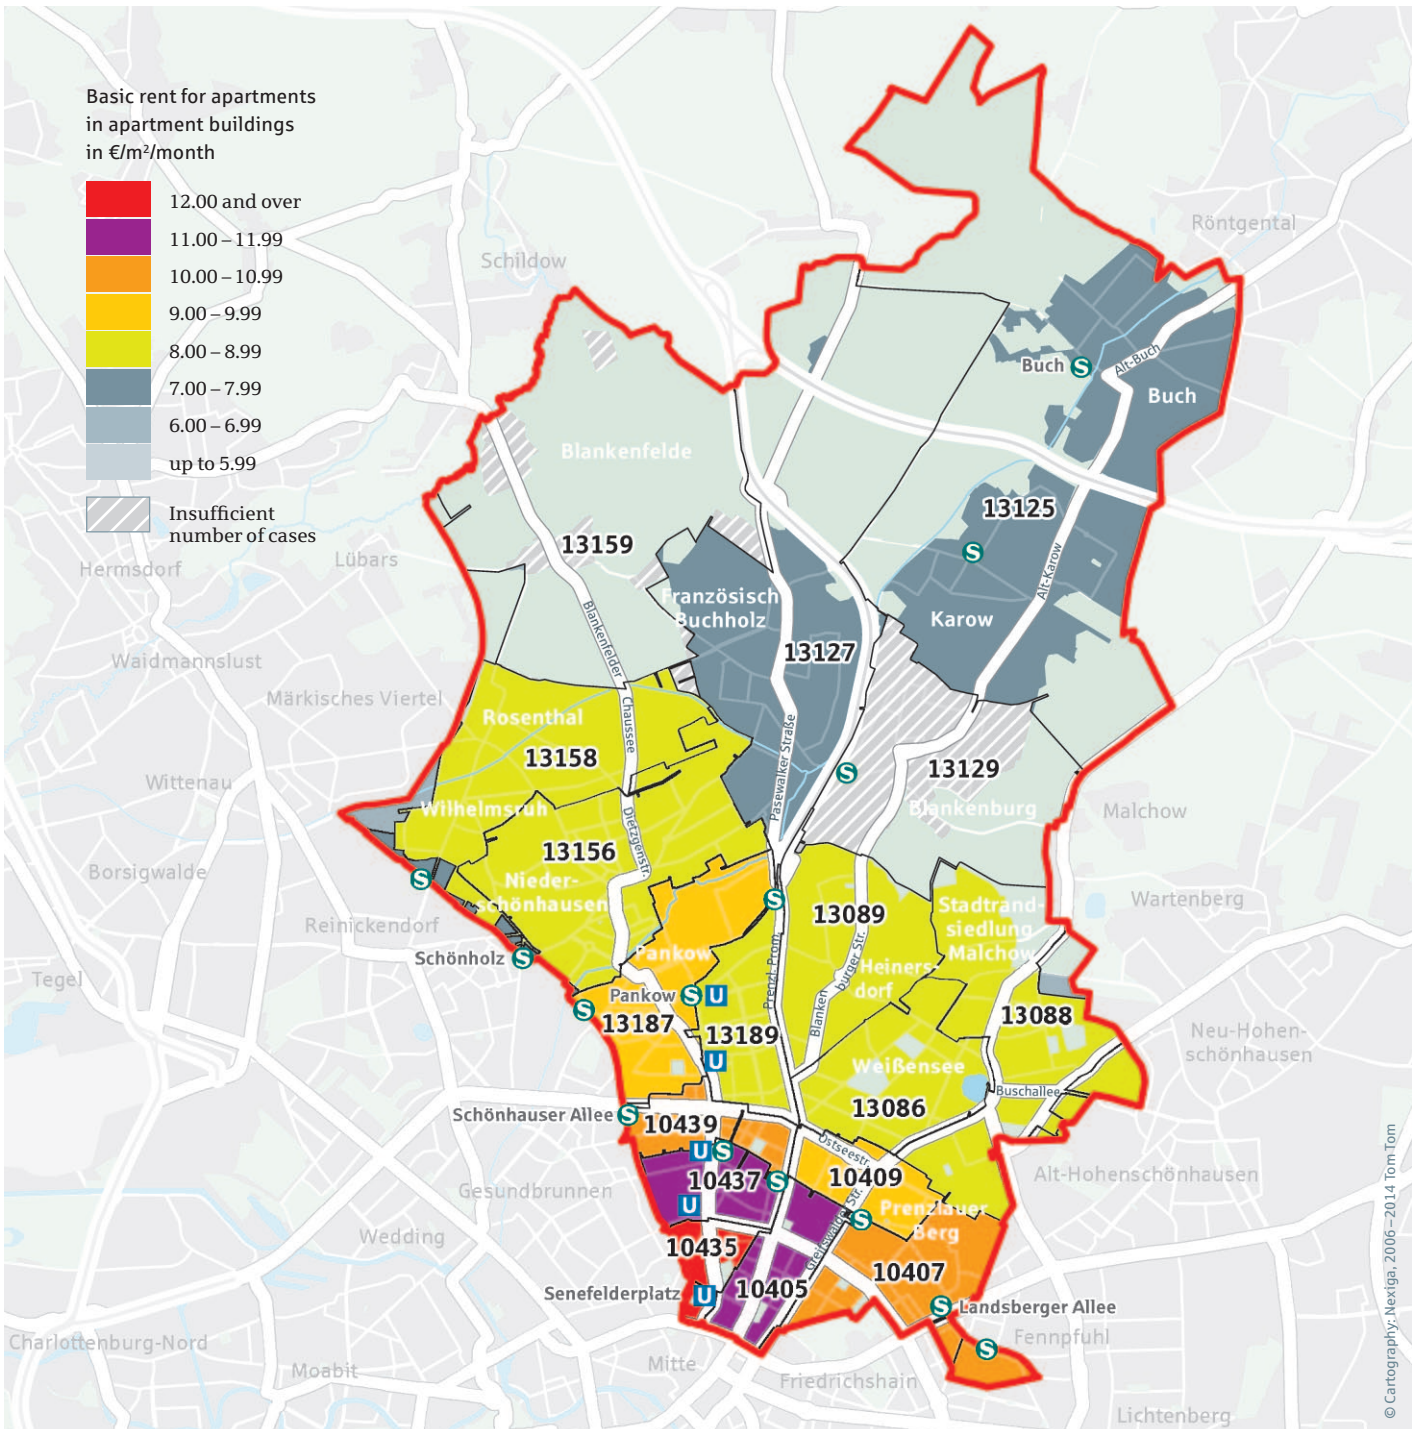 Basic rent for apartments
in apartment buildings
in €/m²/month
12.00 and over
11.00 – 11.99
10.00 – 10.99
9.00 – 9.99
8.00 – 8.99
7.00 – 7.99
6.00 – 6.99
up to 5.99
Insufficient
number of cases
Schildow
Röntgental
Buch
S
Alt-Buch
Buch
Blankenfelde
13125
S
13159
Lübars
Hermsdorf
Alt-Karow
Französisch
Buchholz
Karow
Blankenfelder
Chaussee
13127
Waidmannslust
Märkisches Viertel
Rosenthal
13158
Pasewalker Straße
S
13129
Wittenau
Wilhelmsruh
Blankenburg
Malchow
Dietzgenstr.
13156
Borsigwalde
S
Nieder-
schönhausen
S
13089
Stadtrand-
siedlung
Malchow
Wartenberg
Reinickendorf
Schönholz
S
Pankow
Prenzl. Prom.
Blanken
burger Str.
Heiners-
dorf
Tegel
Pankow
S
U
S
13187
13189
U
13088
Neu-Hohen-
schönhausen
Weißensee
Buschallee
13086
Schönhauser Allee
S
10439
U
S
Ostseestr.
10437
S
10409
Alt-Hohenschönhausen
Gesundbrunnen
U
Greifswalder Str.
S
Prenzlauer
Berg
Wedding
10435
10407
10405
Senefelderplatz
U
S
Landsberger Allee
Fennpfuhl
S
Charlottenburg-Nord
Moabit
Mitte
Friedrichshain
Lichtenberg
© Cartography: Nexiga, 2006 – 2014 Tom Tom